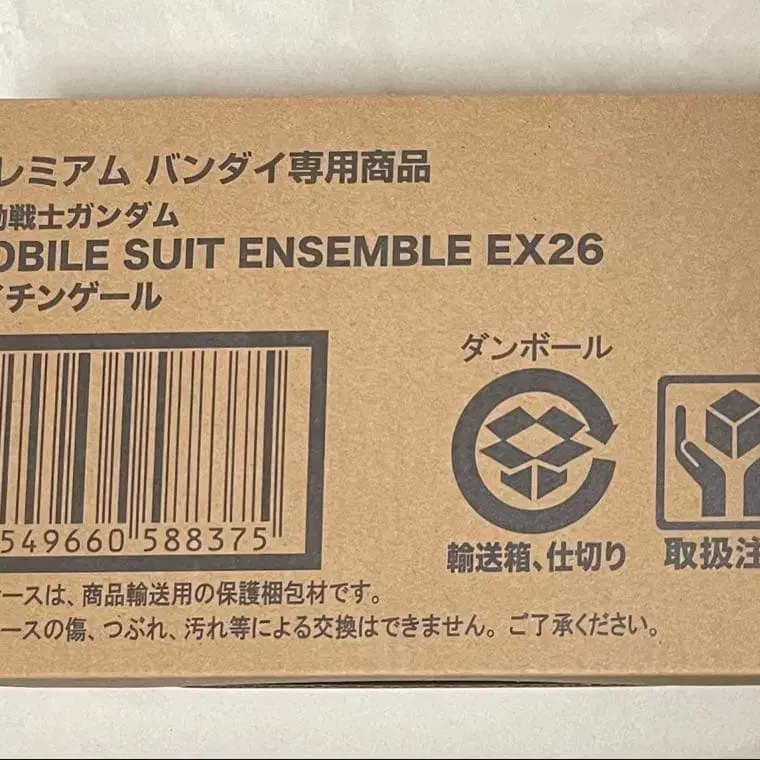 レミアム バンダイ専用商品
動戦士ガンダム
OBILE SUIT ENSEMBLE EX26
イチンゲール
549660 588375
ダンボール
輸送箱、仕切り
取扱注
ースは、商品輸送用の保護梱包材です。
ースの傷、つぶれ、汚れ等による交換はできません。ご了承ください。